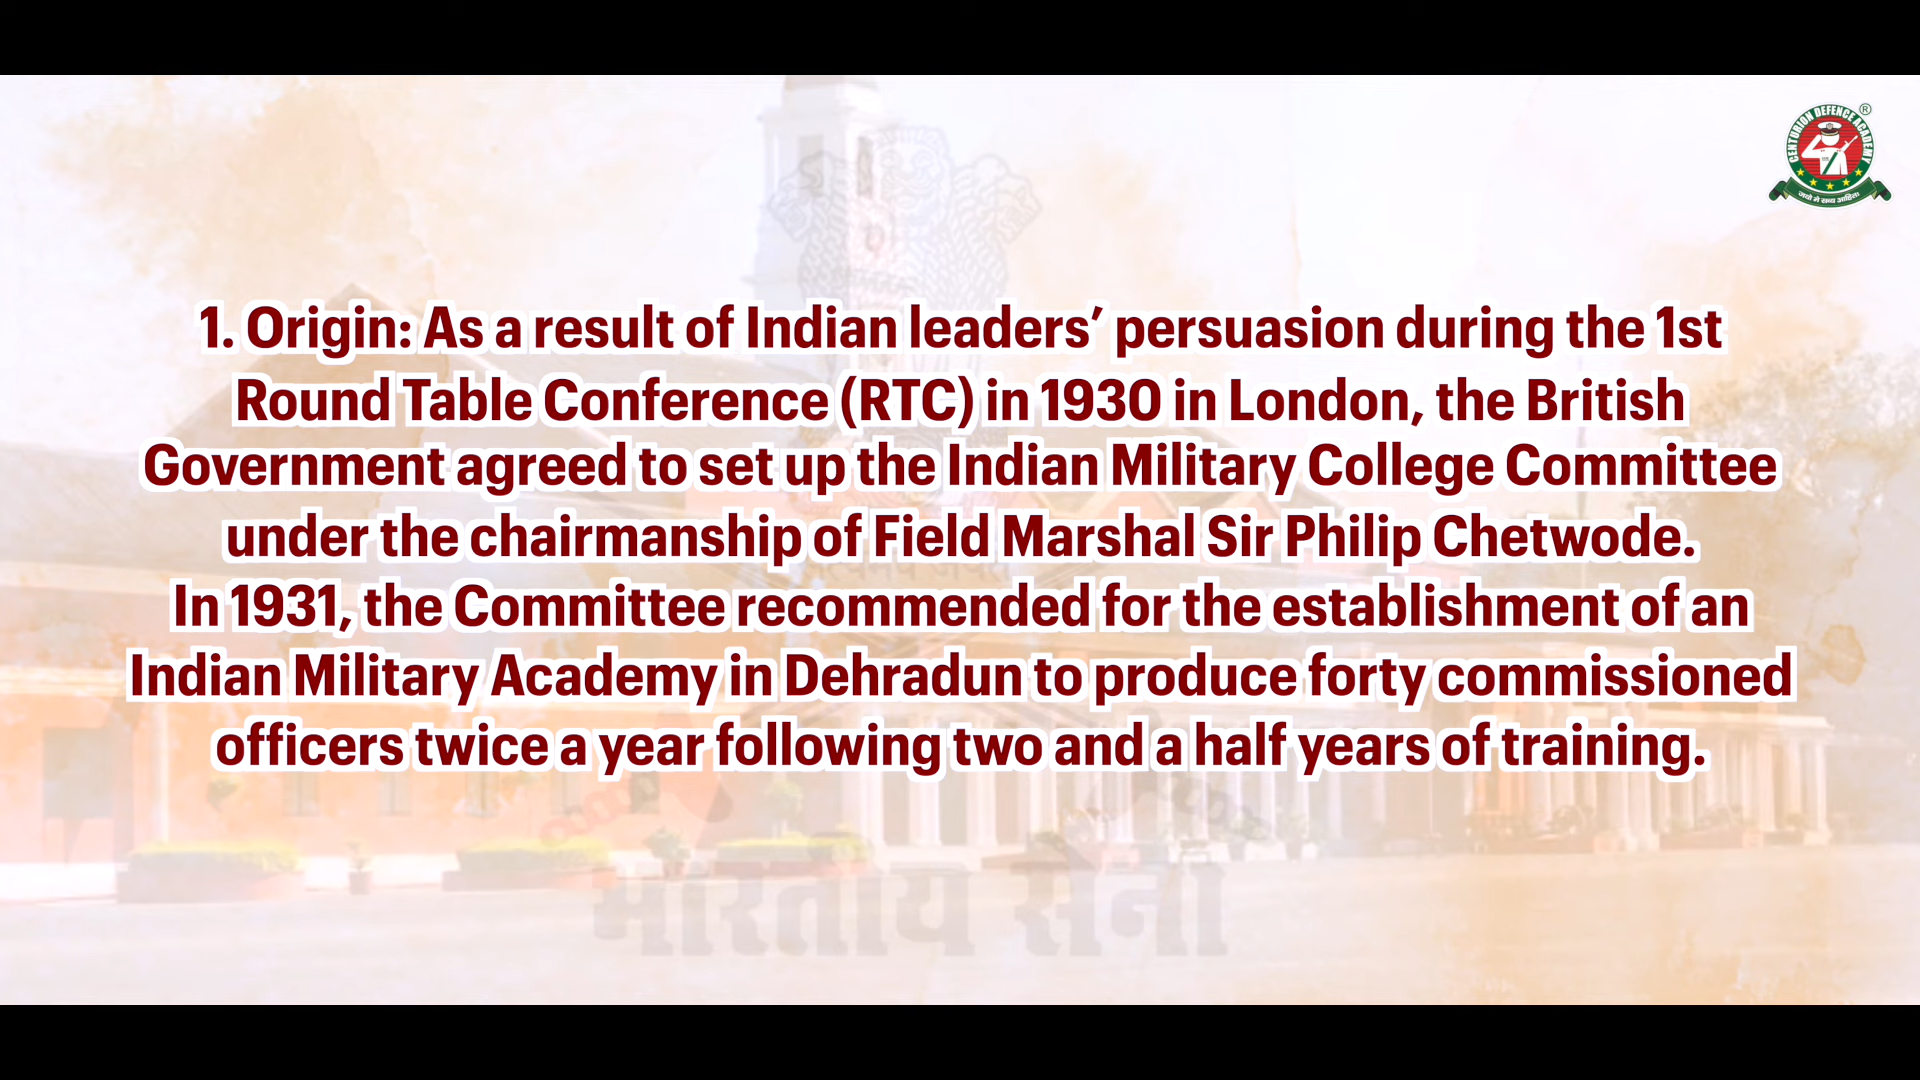 CENTURION DEFENCE ACADEMY
®
1. Origin: As a result of Indian leaders’ persuasion during the 1st
Round Table Conference (RTC) in 1930 in London, the British
Government agreed to set up the Indian Military College Committee
under the chairmanship of Field Marshal Sir Philip Chetwode.
In 1931, the Committee recommended for the establishment of an
Indian Military Academy in Dehradun to produce forty commissioned
officers twice a year following two and a half years of training.
भारतीय सेना